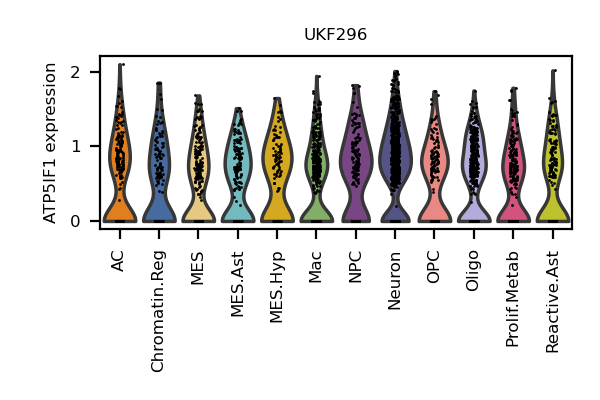 UKF296
ATP5IF1 expression
2
1
0
AC
Chromatin.Reg
MES
MES.Ast
MES.Hyp
Mac
NPC
Neuron
OPC
Oligo
Prolif.Metab
Reactive.Ast